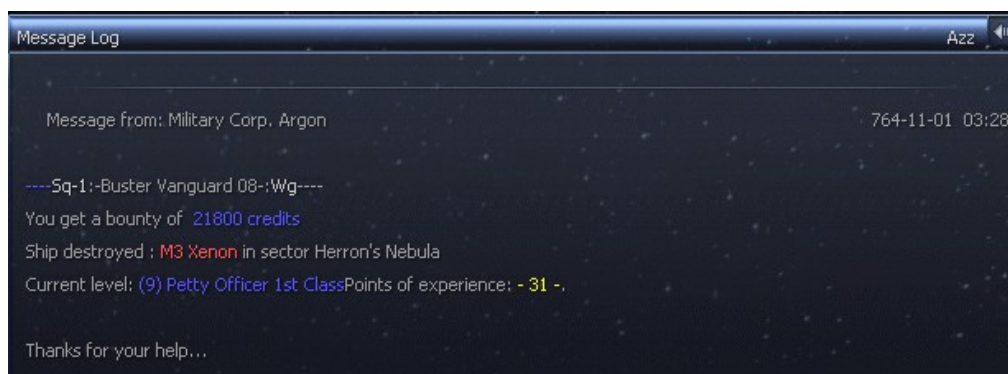 Message Log Azz
Message from: Military Corp. Argon 764-11-01 03:28
----Sq-1:-Buster Vanguard 08-:Wg----
You get a bounty of 21800 credits
Ship destroyed : M3 Xenon in sector Herron's Nebula
Current level: (9) Petty Officer 1st ClassPoints of experience: - 31 -.
Thanks for your help...